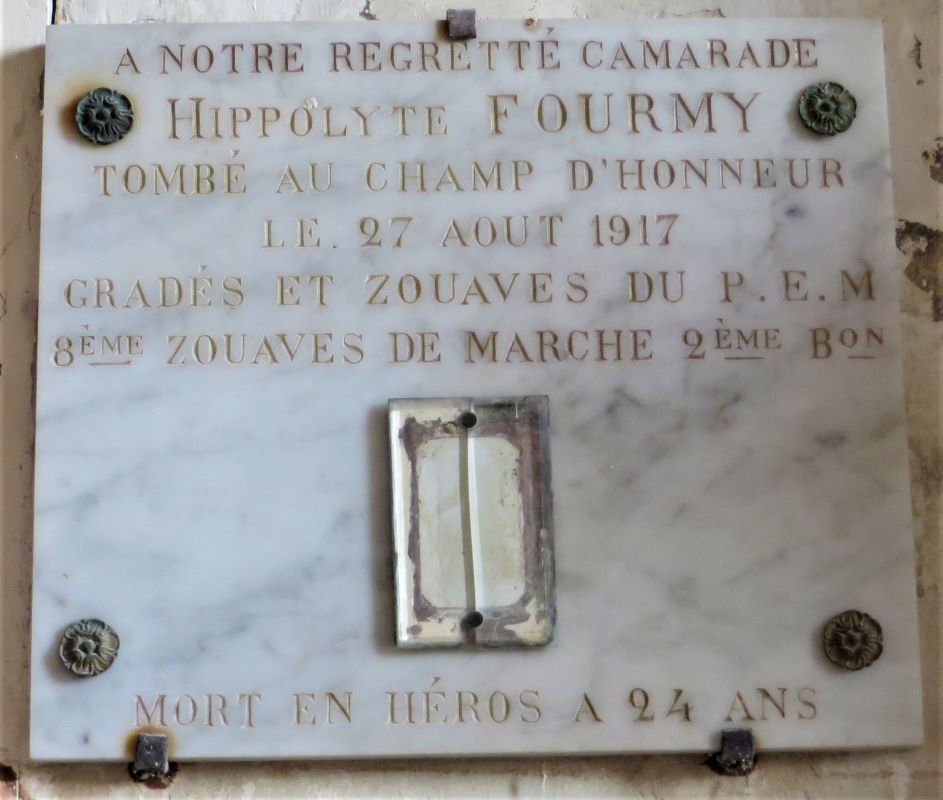 A NOTRE REGRETTÉ CAMARADE
HIPPOLYTE FOURMY
TOMBÉ AU CHAMP D'HONNEUR
LE 27 AOUT 1917
GRADÉS ET ZOUAVES DU P.E.M
8ÈME ZOUAVES DE MARCHE 2ÈME BON
MORT EN HÉROS A 24 ANS